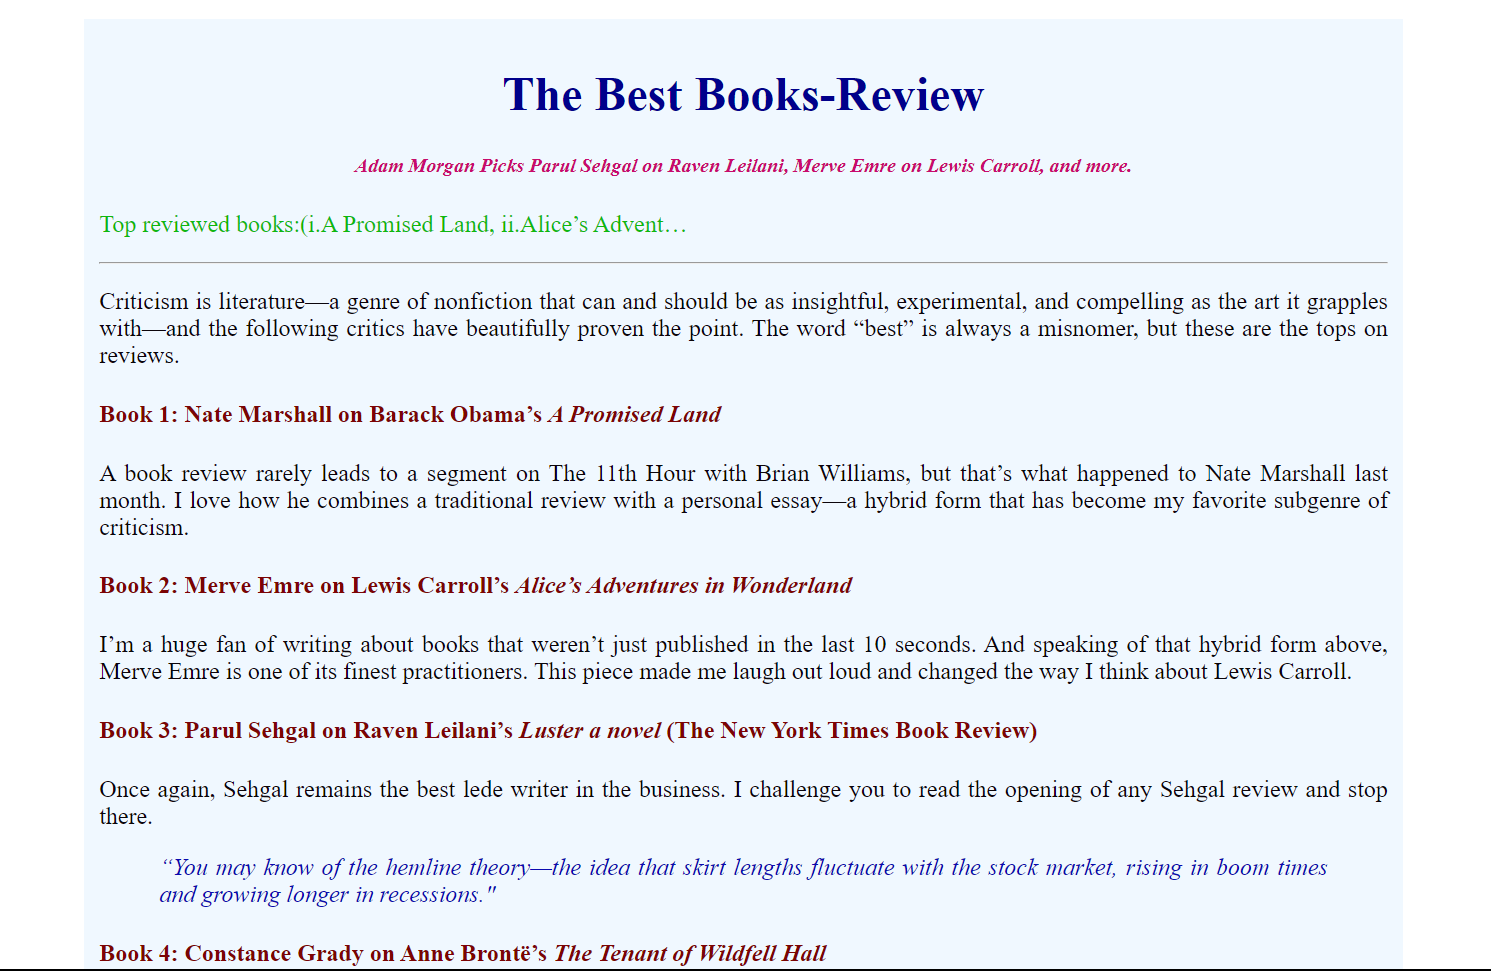 The Best Books-Review
Adam Morgan Picks Parul Sehgal on Raven Leilani, Merve Emre on Lewis Carroll, and more.
Top reviewed books:(i.A Promised Land, ii.Alice’s Advent…
Criticism is literature—a genre of nonfiction that can and should be as insightful, experimental, and compelling as the art it grapples
with—and the following critics have beautifully proven the point. The word “best” is always a misnomer, but these are the tops on
reviews.
Book 1: Nate Marshall on Barack Obama’s A Promised Land
A book review rarely leads to a segment on The 11th Hour with Brian Williams, but that’s what happened to Nate Marshall last
month. I love how he combines a traditional review with a personal essay—a hybrid form that has become my favorite subgenre of
criticism.
Book 2: Merve Emre on Lewis Carroll’s Alice’s Adventures in Wonderland
I’m a huge fan of writing about books that weren’t just published in the last 10 seconds. And speaking of that hybrid form above,
Merve Emre is one of its finest practitioners. This piece made me laugh out loud and changed the way I think about Lewis Carroll.
Book 3: Parul Sehgal on Raven Leilani’s Luster a novel (The New York Times Book Review)
Once again, Sehgal remains the best lede writer in the business. I challenge you to read the opening of any Sehgal review and stop
there.
“You may know of the hemline theory—the idea that skirt lengths fluctuate with the stock market, rising in boom times
and growing longer in recessions."
Book 4: Constance Grady on Anne Brontë’s The Tenant of Wildfell Hall